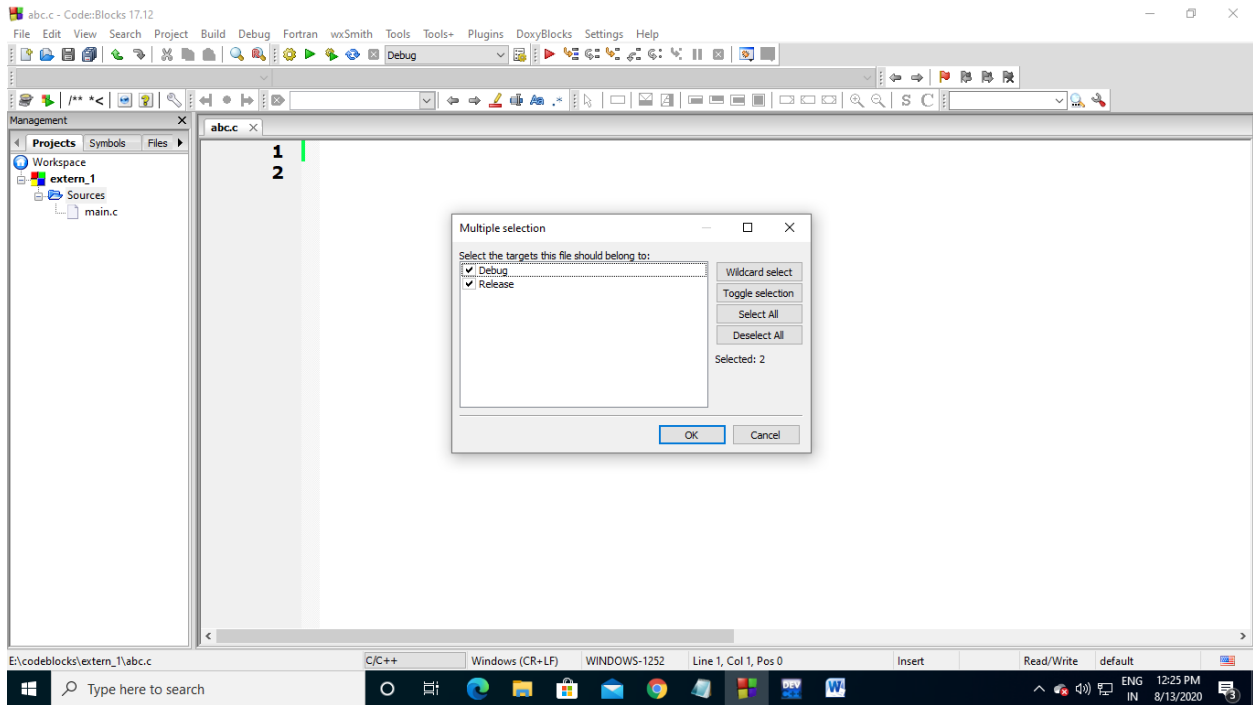 abc.c - Code::Blocks 17.12
File Edit View Search Project Build Debug Fortran wxSmith Tools Tools+ Plugins DoxyBlocks Settings Help
Debug
/** *<
Aa .*
S C
Management
Projects Symbols Files
abc.c
Workspace
extern_1
Sources
main.c
1
2
Multiple selection
Select the targets this file should belong to:
Debug
Release
Wildcard select
Toggle selection
Select All
Deselect All
Selected: 2
OK Cancel
E:\codeblocks\extern_1\abc.c C/C++ Windows (CR+LF) WINDOWS-1252 Line 1, Col 1, Pos 0 Insert Read/Write default
Type here to search
DEV
W
ENG
IN
12:25 PM
8/13/2020
3